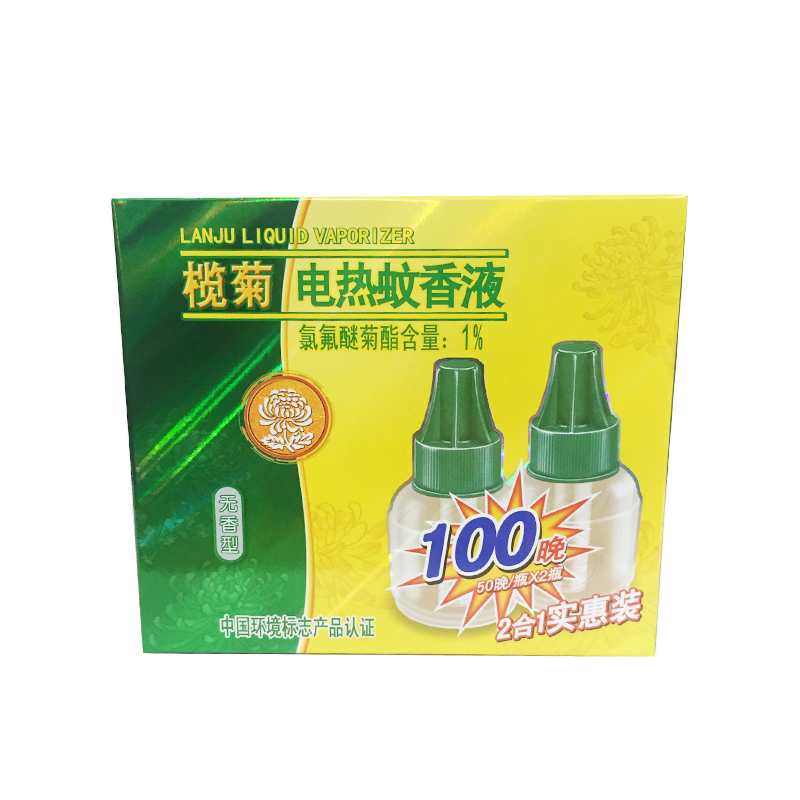 LANJU LIQUID VAPORIZER
榄菊 电热蚊香液
氯氟醚菊酯含量：1%
无香型
100晚
50晚/瓶X2瓶
2合1实惠装
中国环境标志产品认证